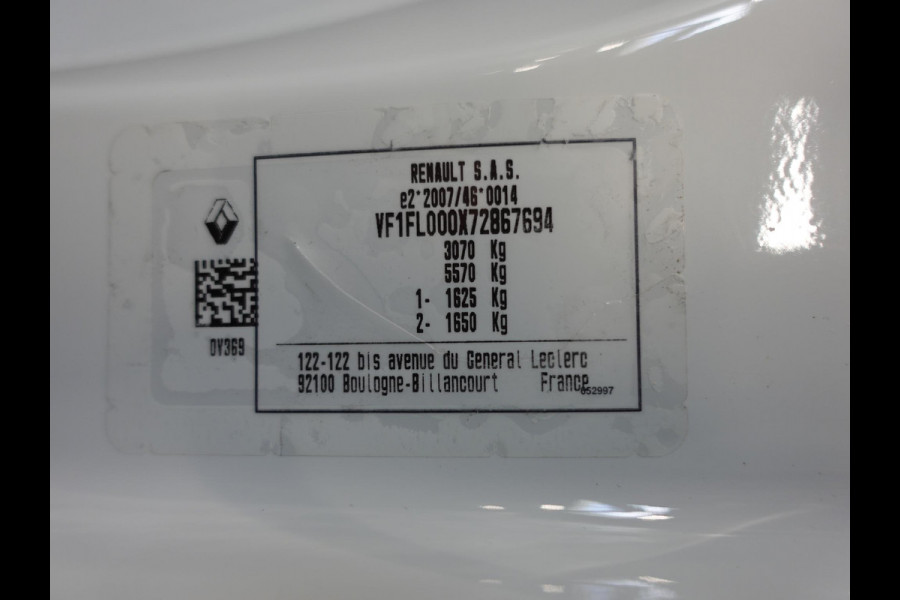 RENAULT S.A.S.
e2*2007/46*0014
VF1FL000X72867694
3070 Kg
5570 Kg
1- 1625 Kg
2- 1650 Kg
0V369
122-122 bis avenue du General Leclerc
92100 Boulogne-Billancourt France
052997